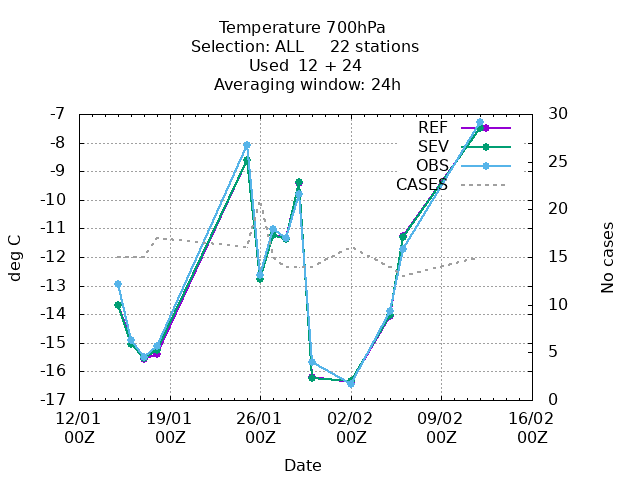 Temperature 700hPa
Selection: ALL     22 stations
Used  12 + 24
Averaging window: 24h
REF
SEV
OBS
CASES
deg C
-7
-8
-9
-10
-11
-12
-13
-14
-15
-16
-17
No cases
30
25
20
15
10
5
0
12/01 19/01 26/01 02/02 09/02 16/02
00Z 00Z 00Z 00Z 00Z 00Z
Date